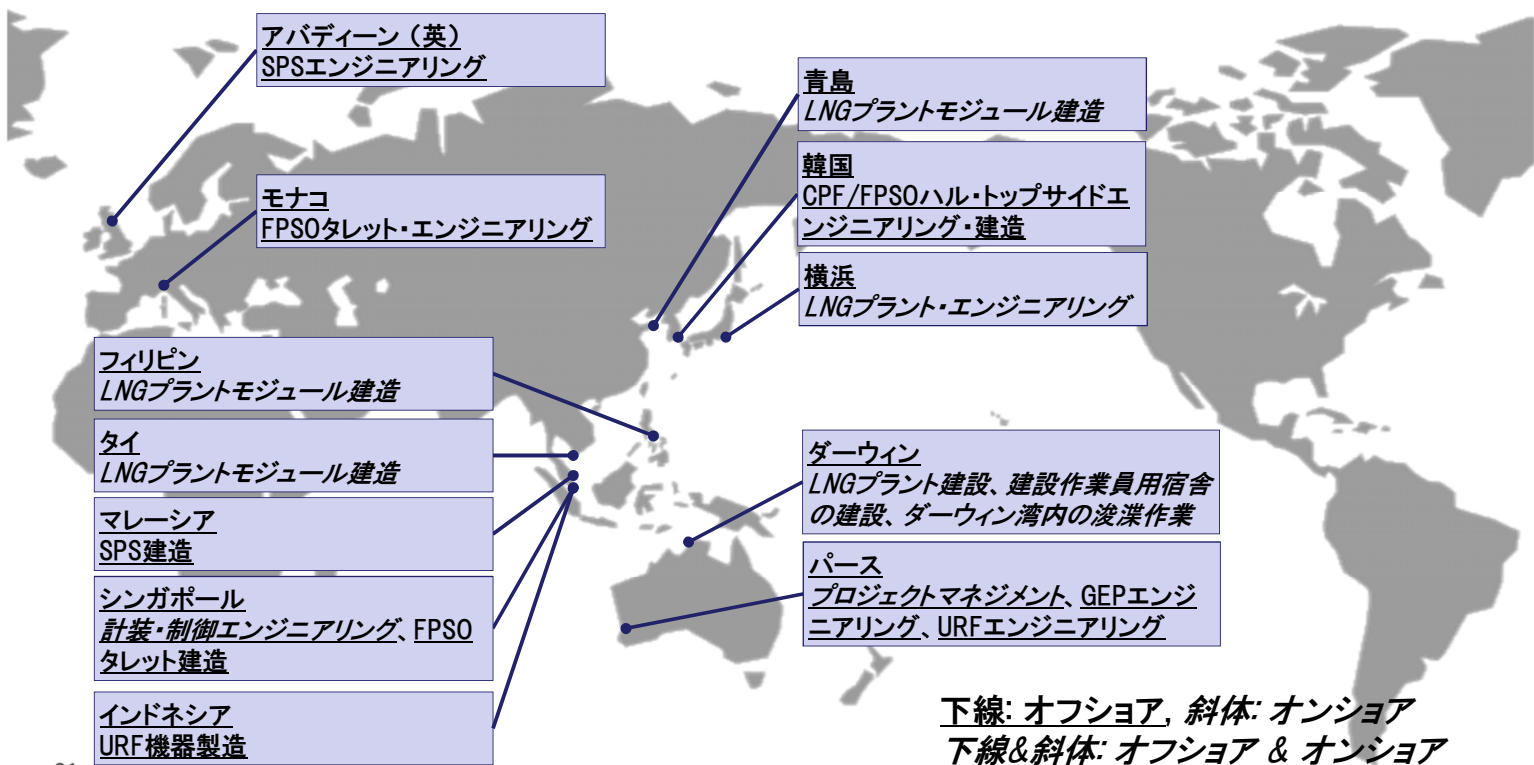 アバディーン（英）
SPSエンジニアリング
モナコ
FPSOタレット・エンジニアリング
青島
LNGプラントモジュール建造
韓国
CPF/FPSOハル・トップサイドエ
ンジニアリング・建造
横浜
LNGプラント・エンジニアリング
フィリピン
LNGプラントモジュール建造
タイ
LNGプラントモジュール建造
マレーシア
SPS建造
シンガポール
計装・制御エンジニアリング、FPSO
タレット建造
インドネシア
URF機器製造
ダーウィン
LNGプラント建設、建設作業員用宿舎
の建設、ダーウィン湾内の浚渫作業
パース
プロジェクトマネジメント、GEPエンジ
ニアリング、URFエンジニアリング
下線: オフショア, 斜体: オンショア
下線&斜体: オフショア & オンショア